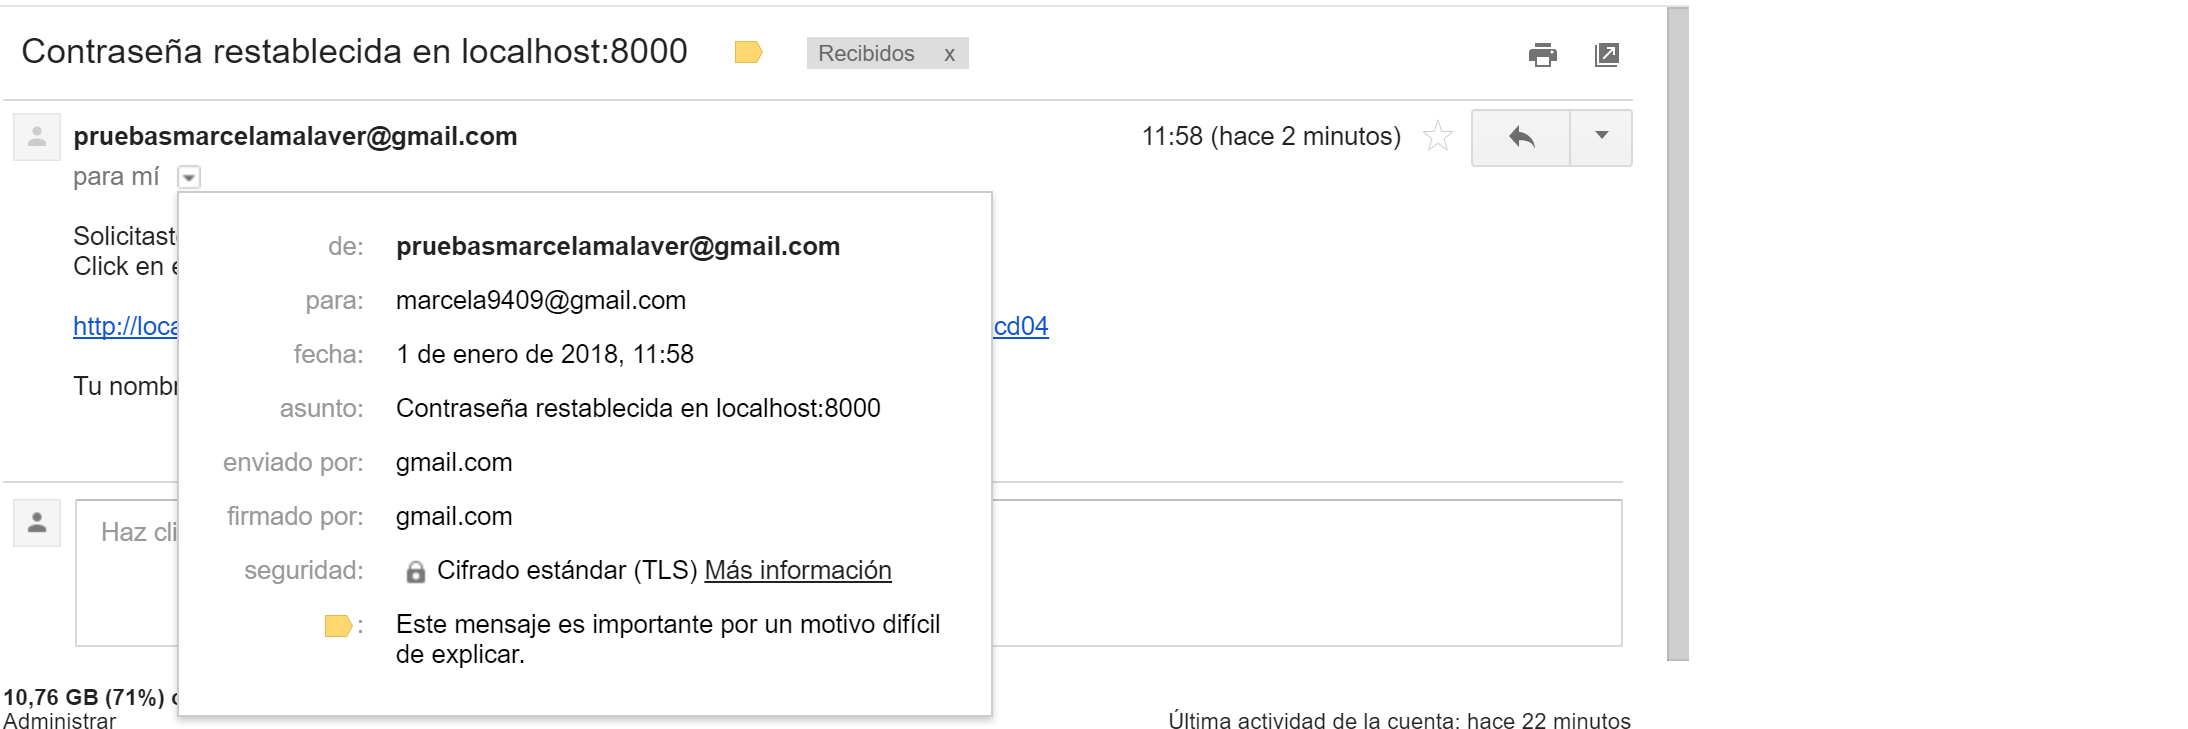 Contraseña restablecida en localhost:8000 Recibidos x
pruebasmarcelamalaver@gmail.com 11:58 (hace 2 minutos)
para mí
Solicitast
Click en e
de: pruebasmarcelamalaver@gmail.com
para: marcela9409@gmail.com
http://loca cd04
fecha: 1 de enero de 2018, 11:58
Tu nombr
asunto: Contraseña restablecida en localhost:8000
enviado por: gmail.com
firmado por: gmail.com
Haz cli
seguridad: Cifrado estándar (TLS) Más información
: Este mensaje es importante por un motivo difícil
de explicar.
10,76 GB (71%)
Administrar
Última actividad de la cuenta: hace 22 minutos